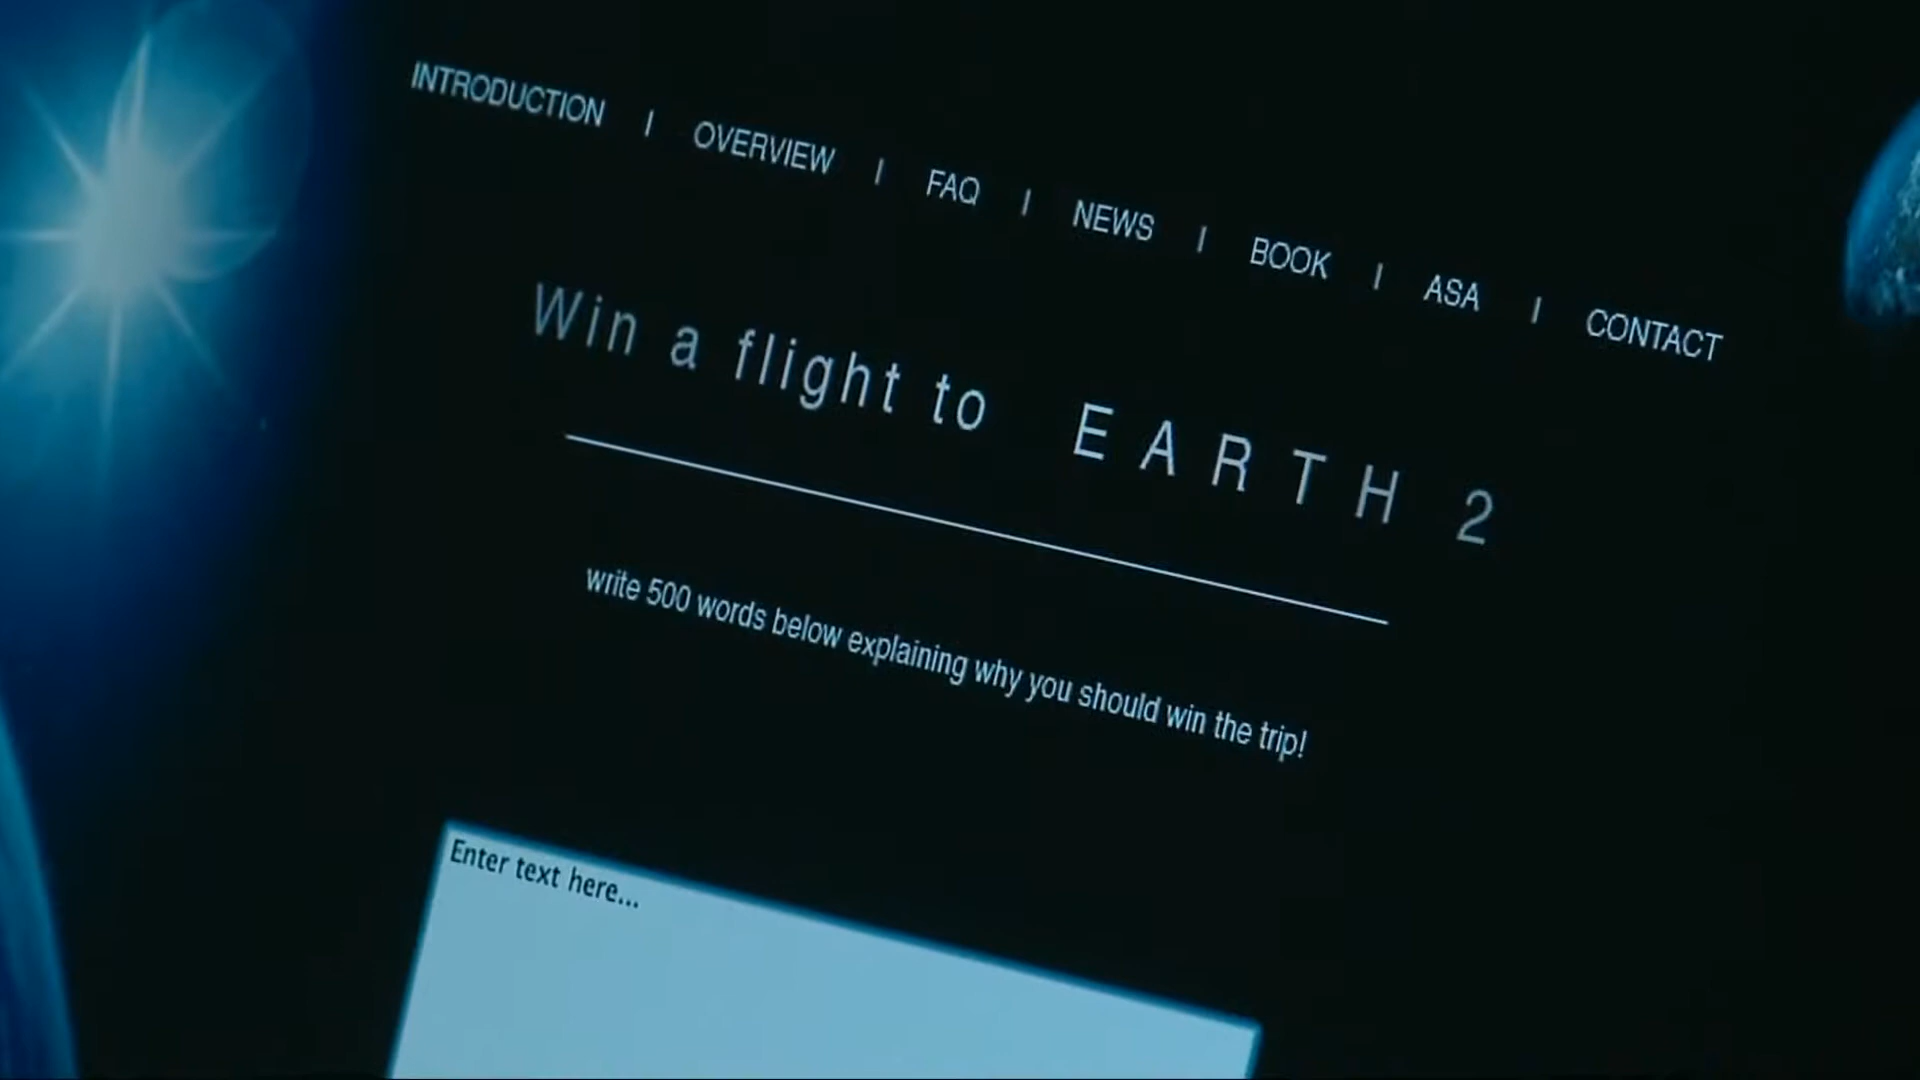 INTRODUCTION | OVERVIEW | FAQ | NEWS | BOOK | ASA | CONTACT
Win a flight to EARTH 2
write 500 words below explaining why you should win the trip!
Enter text here...